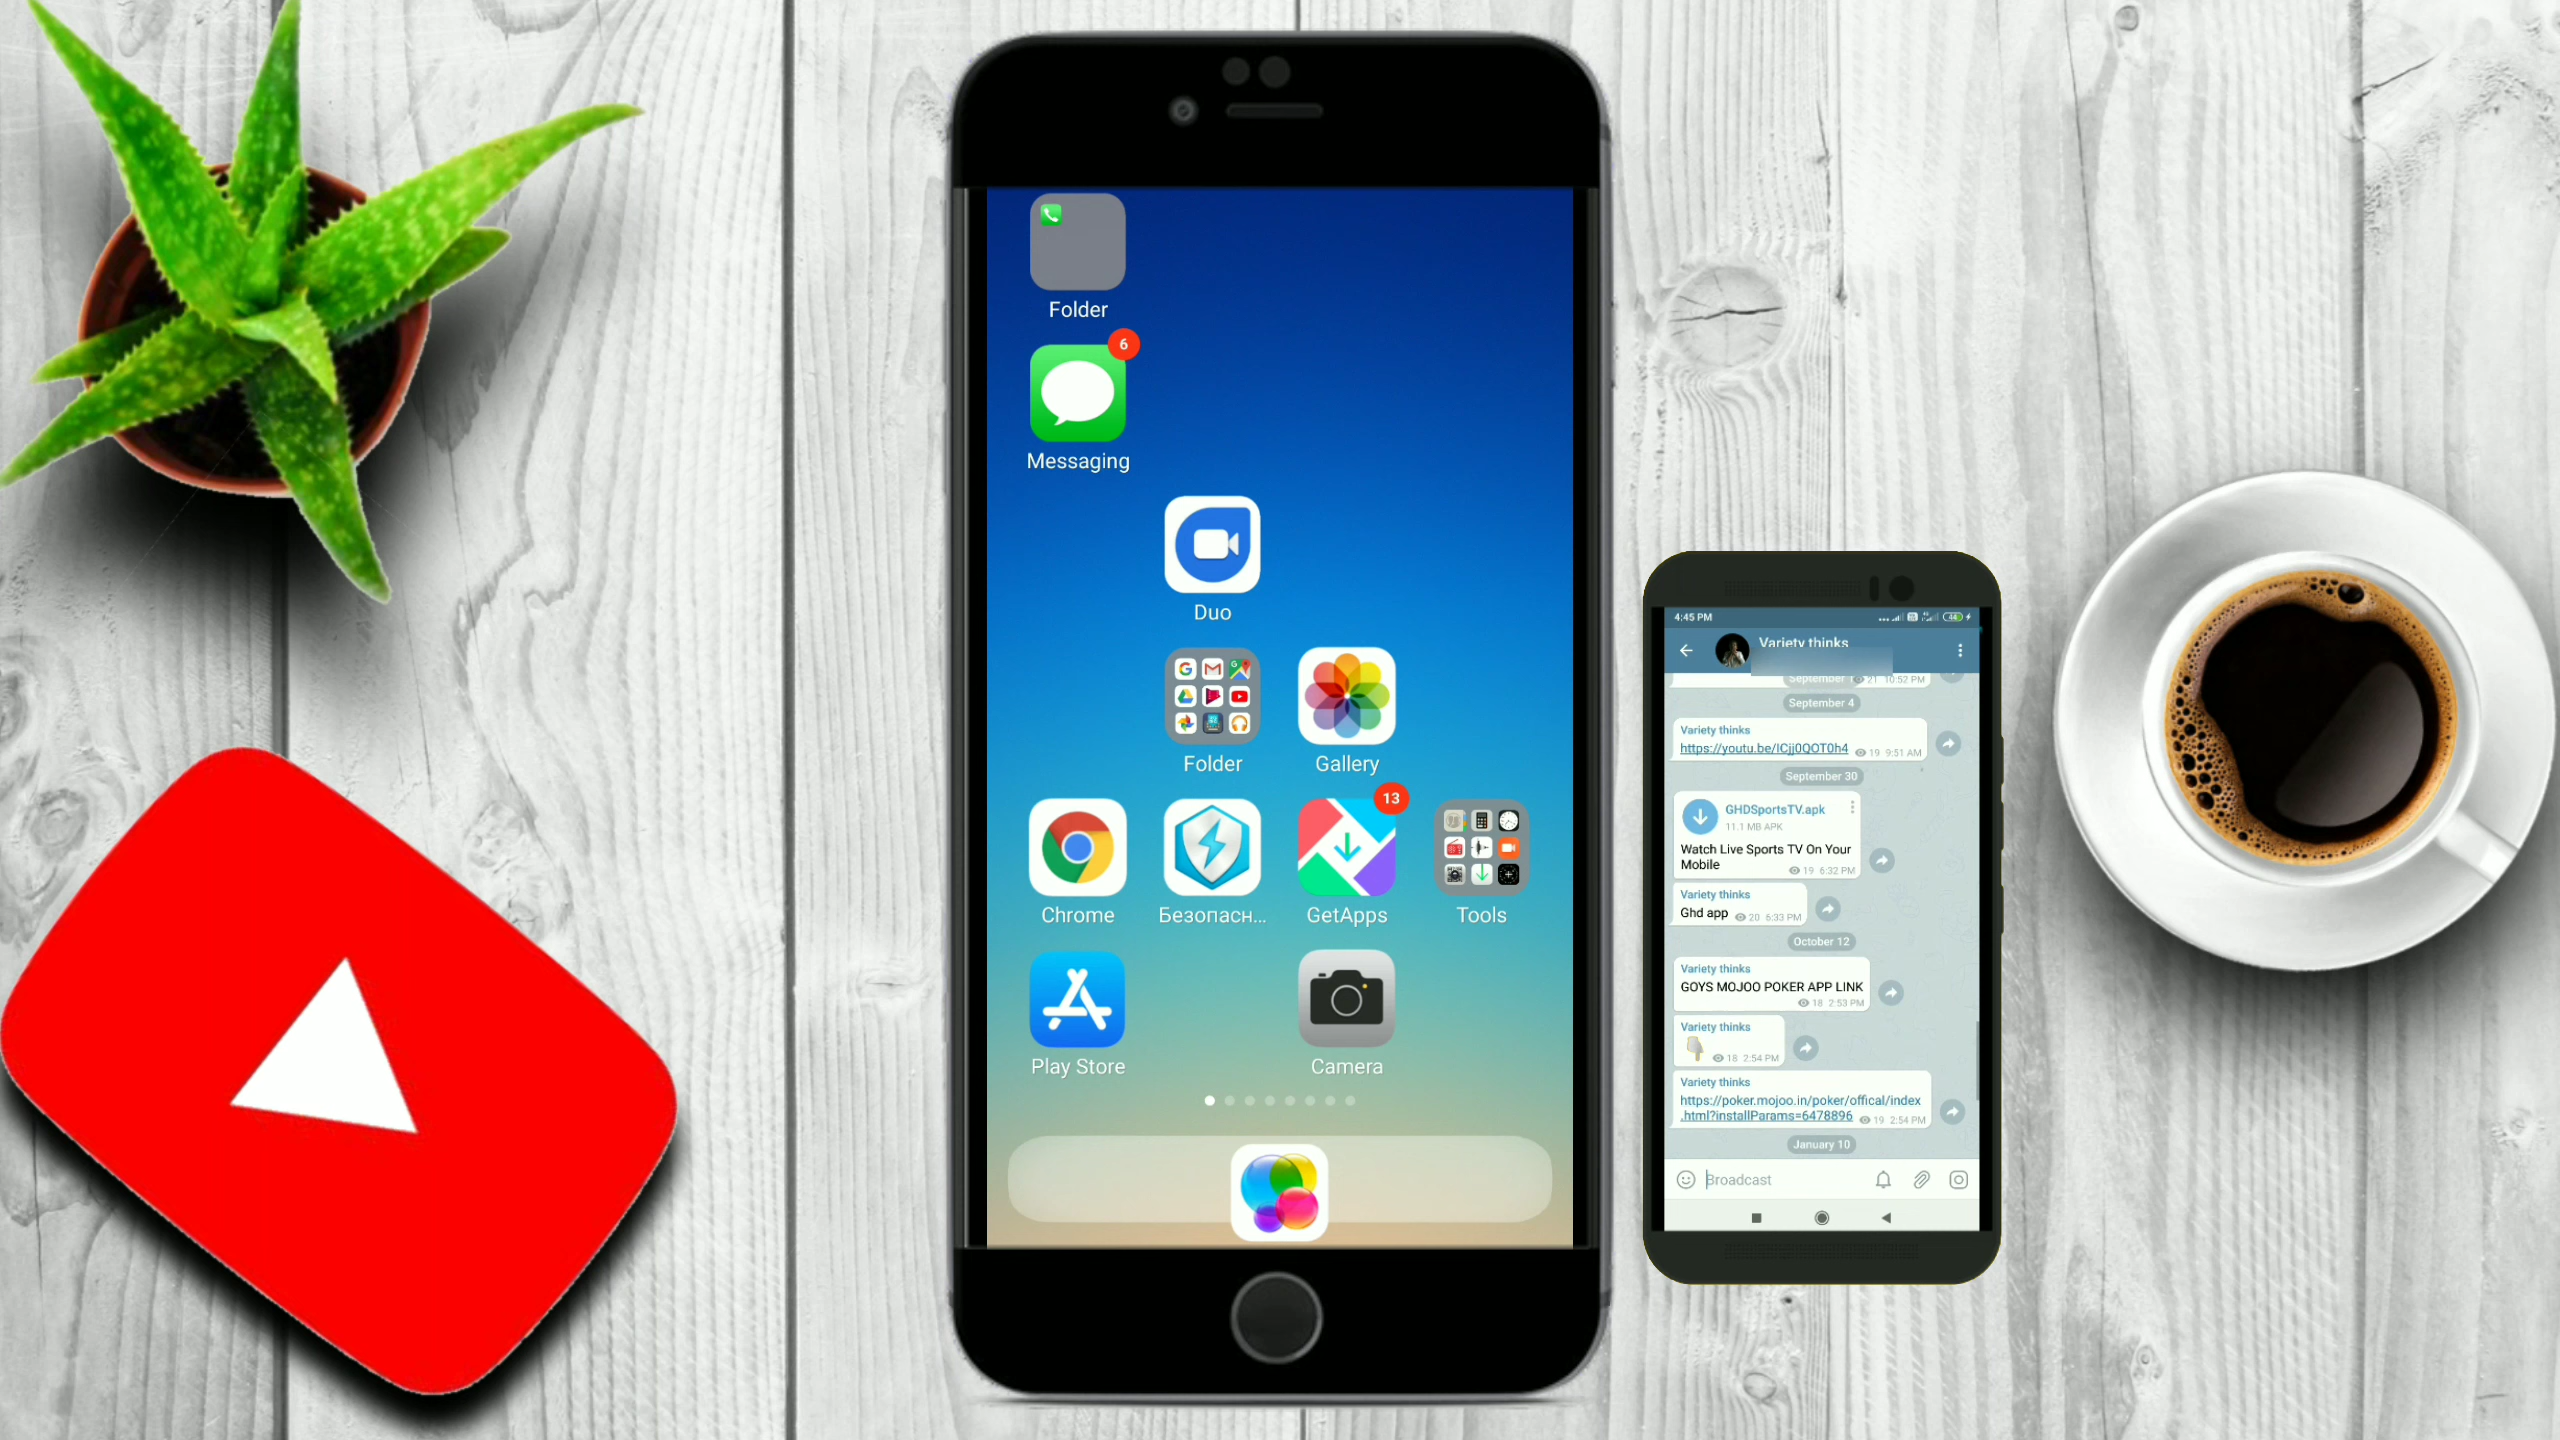 Folder
6
Messaging
Duo
Folder
Gallery
13
Chrome
Безопасн...
GetApps
Tools
Play Store
Camera
4:45 PM
44
Variety thinks
21 10:52 PM
September 4
Variety thinks
https://youtu.be/lCjj0QOT0h4
19 9:51 AM
September 30
GHDSportsTV.apk
11.1 MB APK
Watch Live Sports TV On Your
Mobile
19 6:32 PM
Variety thinks
Ghd app
20 6:33 PM
October 12
Variety thinks
GOYS MOJOO POKER APP LINK
18 2:53 PM
Variety thinks
18 2:54 PM
Variety thinks
https://poker.mojoo.in/poker/offical/index
.html?installParams=6478896
19 2:54 PM
January 10
Broadcast